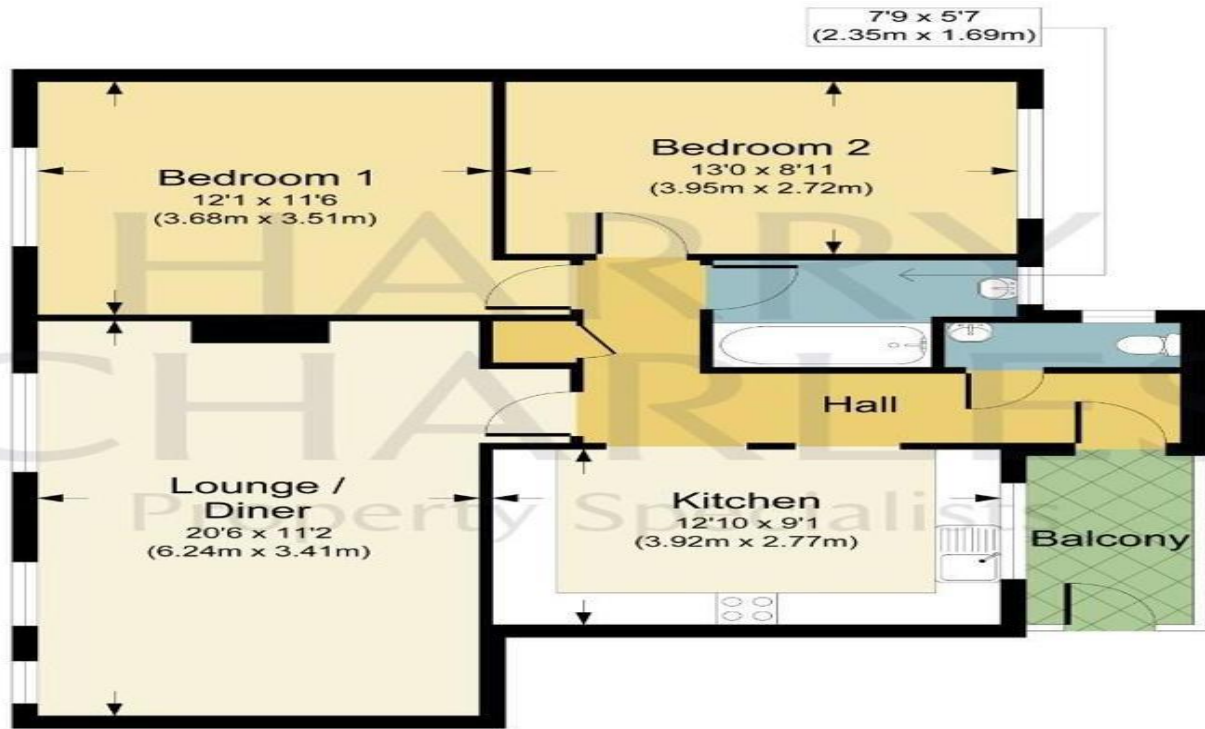 7'9 x 5'7
(2.35m x 1.69m)
Bedroom 1
12'1 x 11'6
(3.68m x 3.51m)
Bedroom 2
13'0 x 8'11
(3.95m x 2.72m)
HARRY
CHARLES
Property Specialists
Hall
Lounge /
Diner
20'6 x 11'2
(6.24m x 3.41m)
Kitchen
12'10 x 9'1
(3.92m x 2.77m)
Balcony